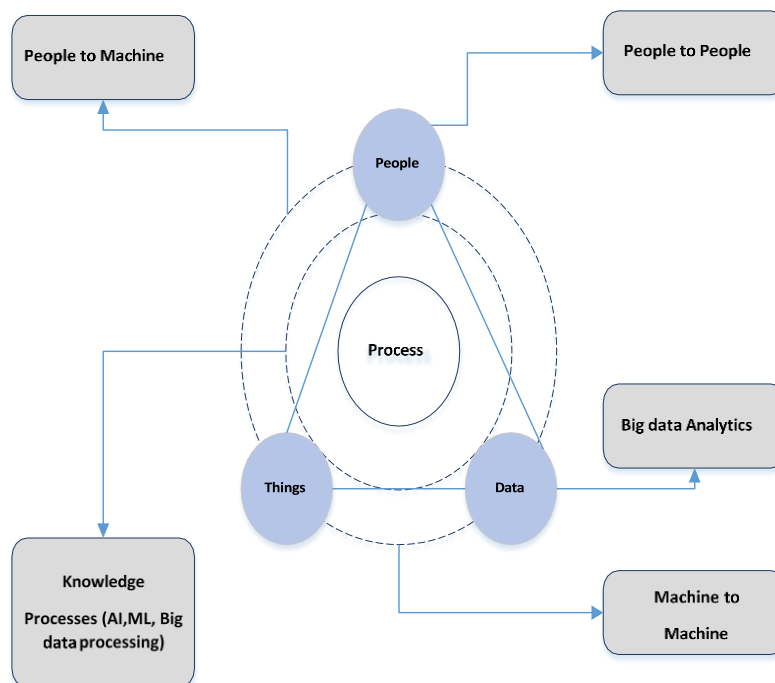 People to Machine
People to People
People
Process
Big data Analytics
Things
Data
Knowledge
Processes (AI,ML, Big
data processing)
Machine to
Machine